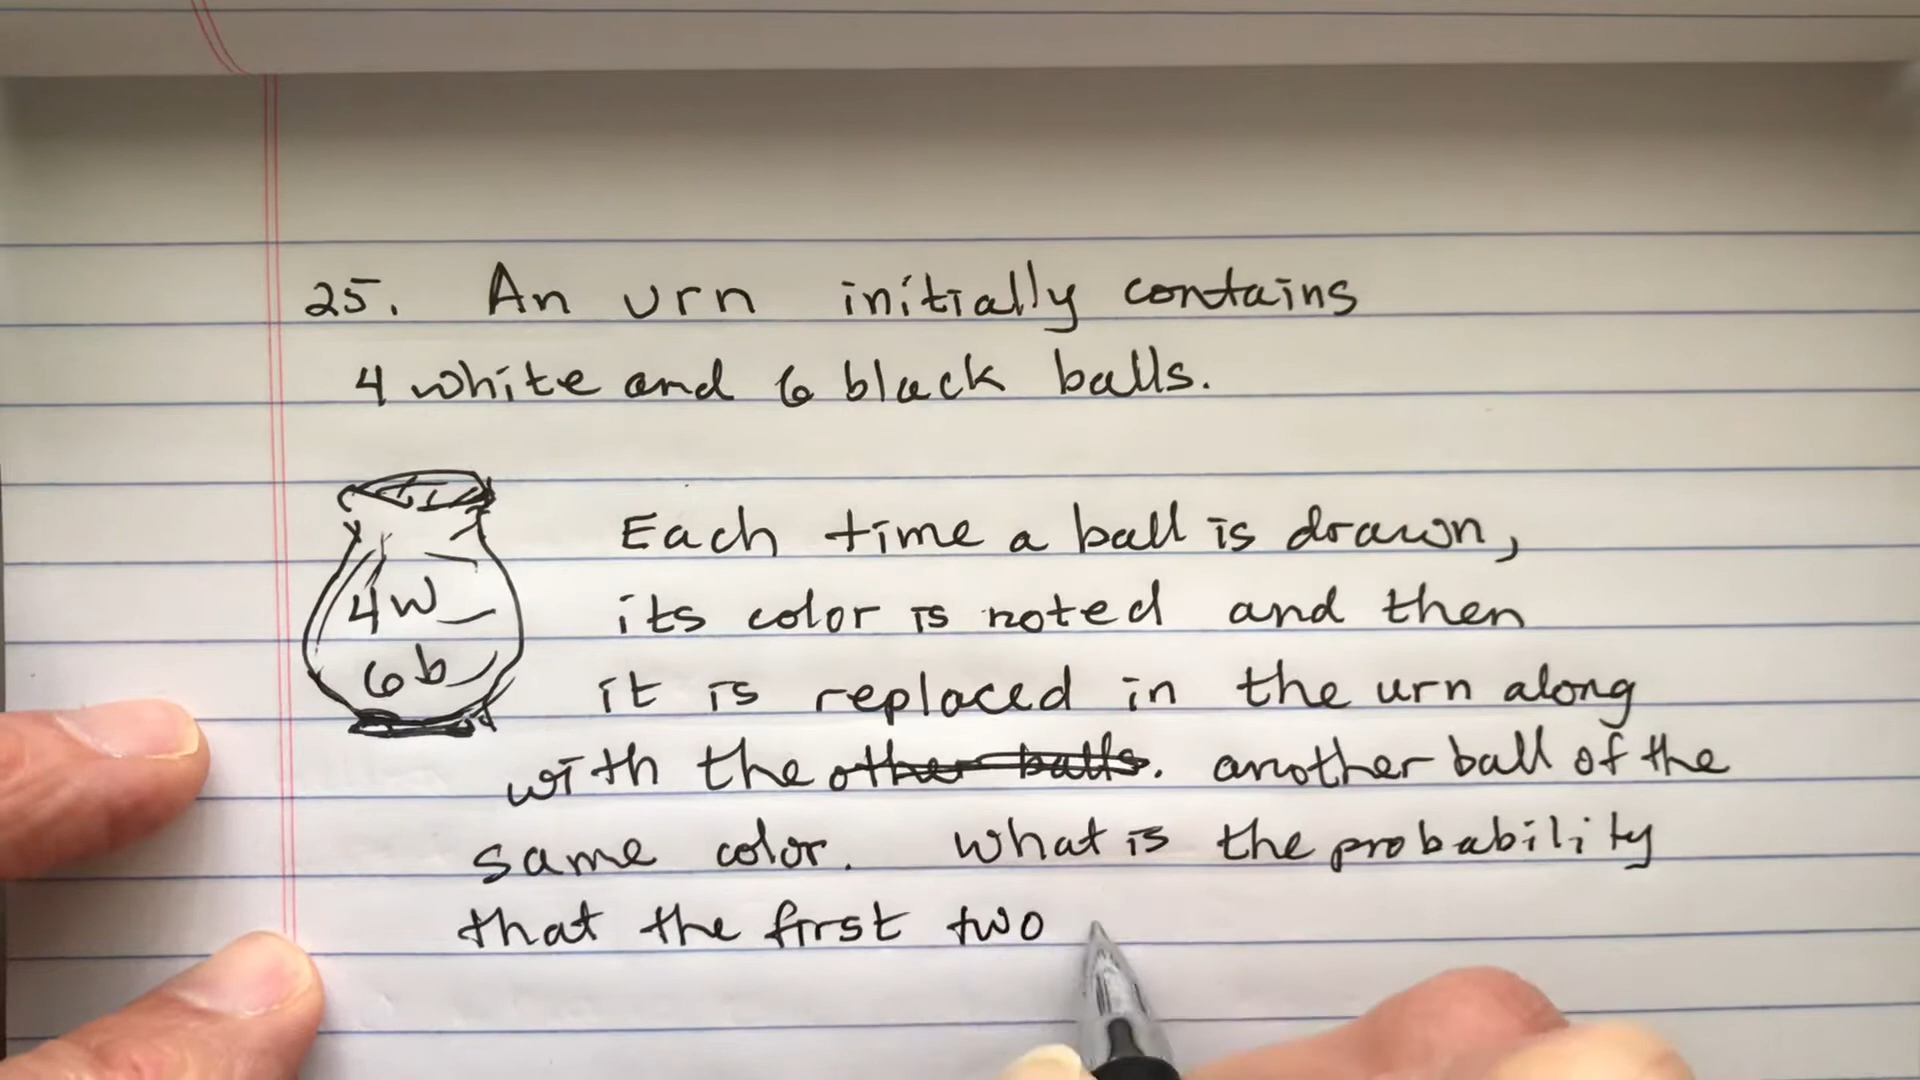 25. An urn initially contains
4 white and 6 black balls.
4w
6b
Each time a ball is drawn,
its color is noted and then
it is replaced in the urn along
with the other balls. another ball of the
same color. What is the probability
that the first two